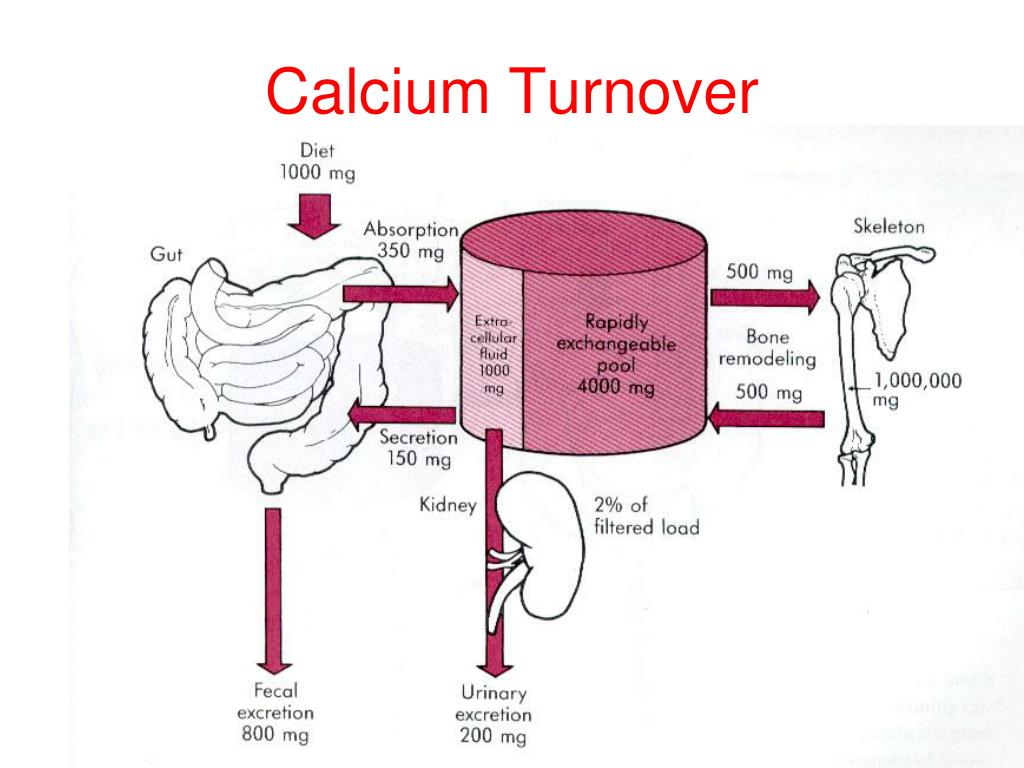 Calcium Turnover
Diet
1000 mg
Absorption
350 mg
Gut
Skeleton
500 mg
Extra-
cellular
fluid
1000
mg
Rapidly
exchangeable
pool
4000 mg
Bone
remodeling
500 mg
1,000,000
mg
Secretion
150 mg
Kidney
2% of
filtered load
Fecal
excretion
800 mg
Urinary
excretion
200 mg